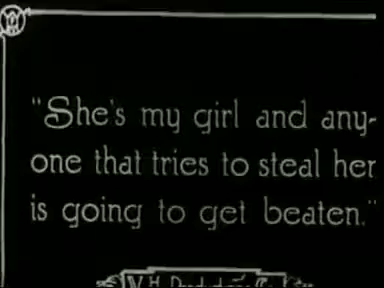 "She's my girl and any-
one that tries to steal her
is going to get beaten."